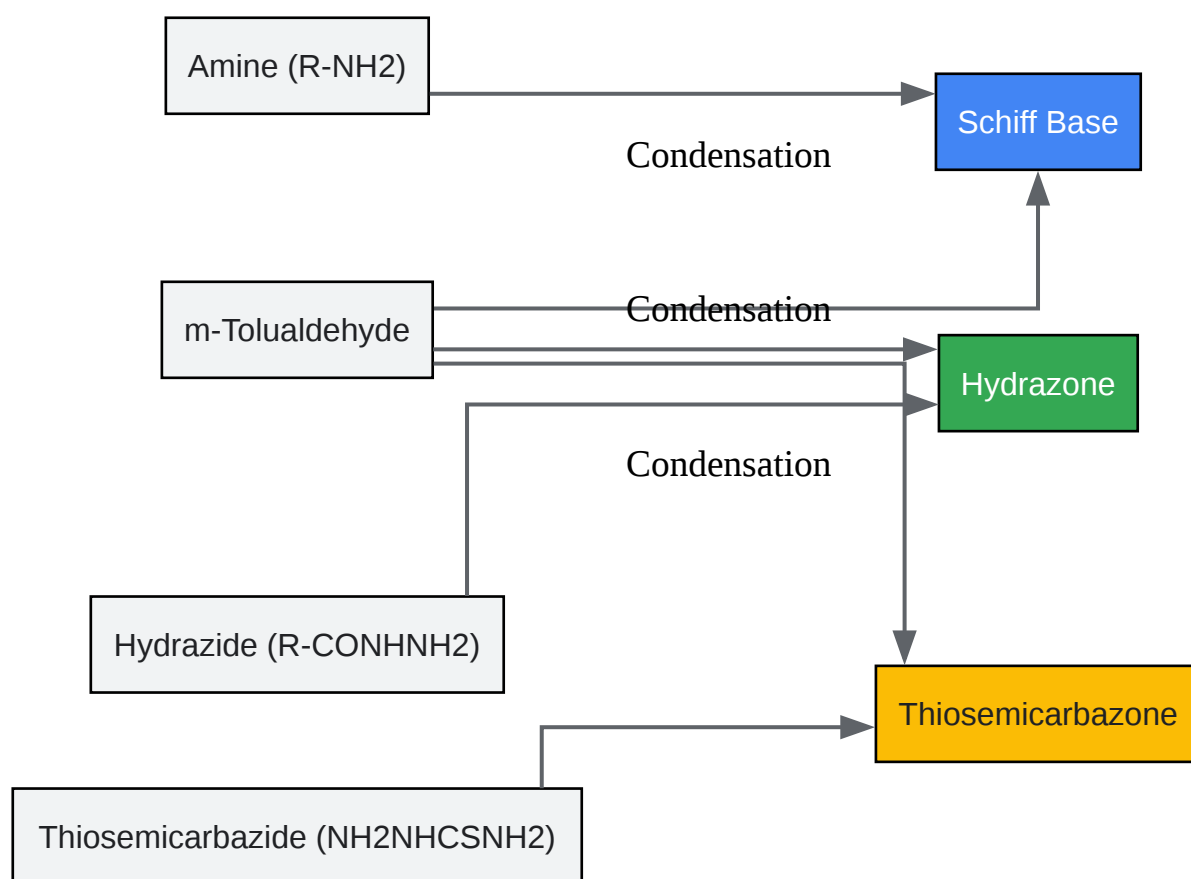 Amine (R-NH2)
Schiff Base
Condensation
Condensation
m-Tolualdehyde
Hydrazone
Condensation
Hydrazide (R-CONHNH2)
Thiosemicarbazone
Thiosemicarbazide (NH2NHCSNH2)